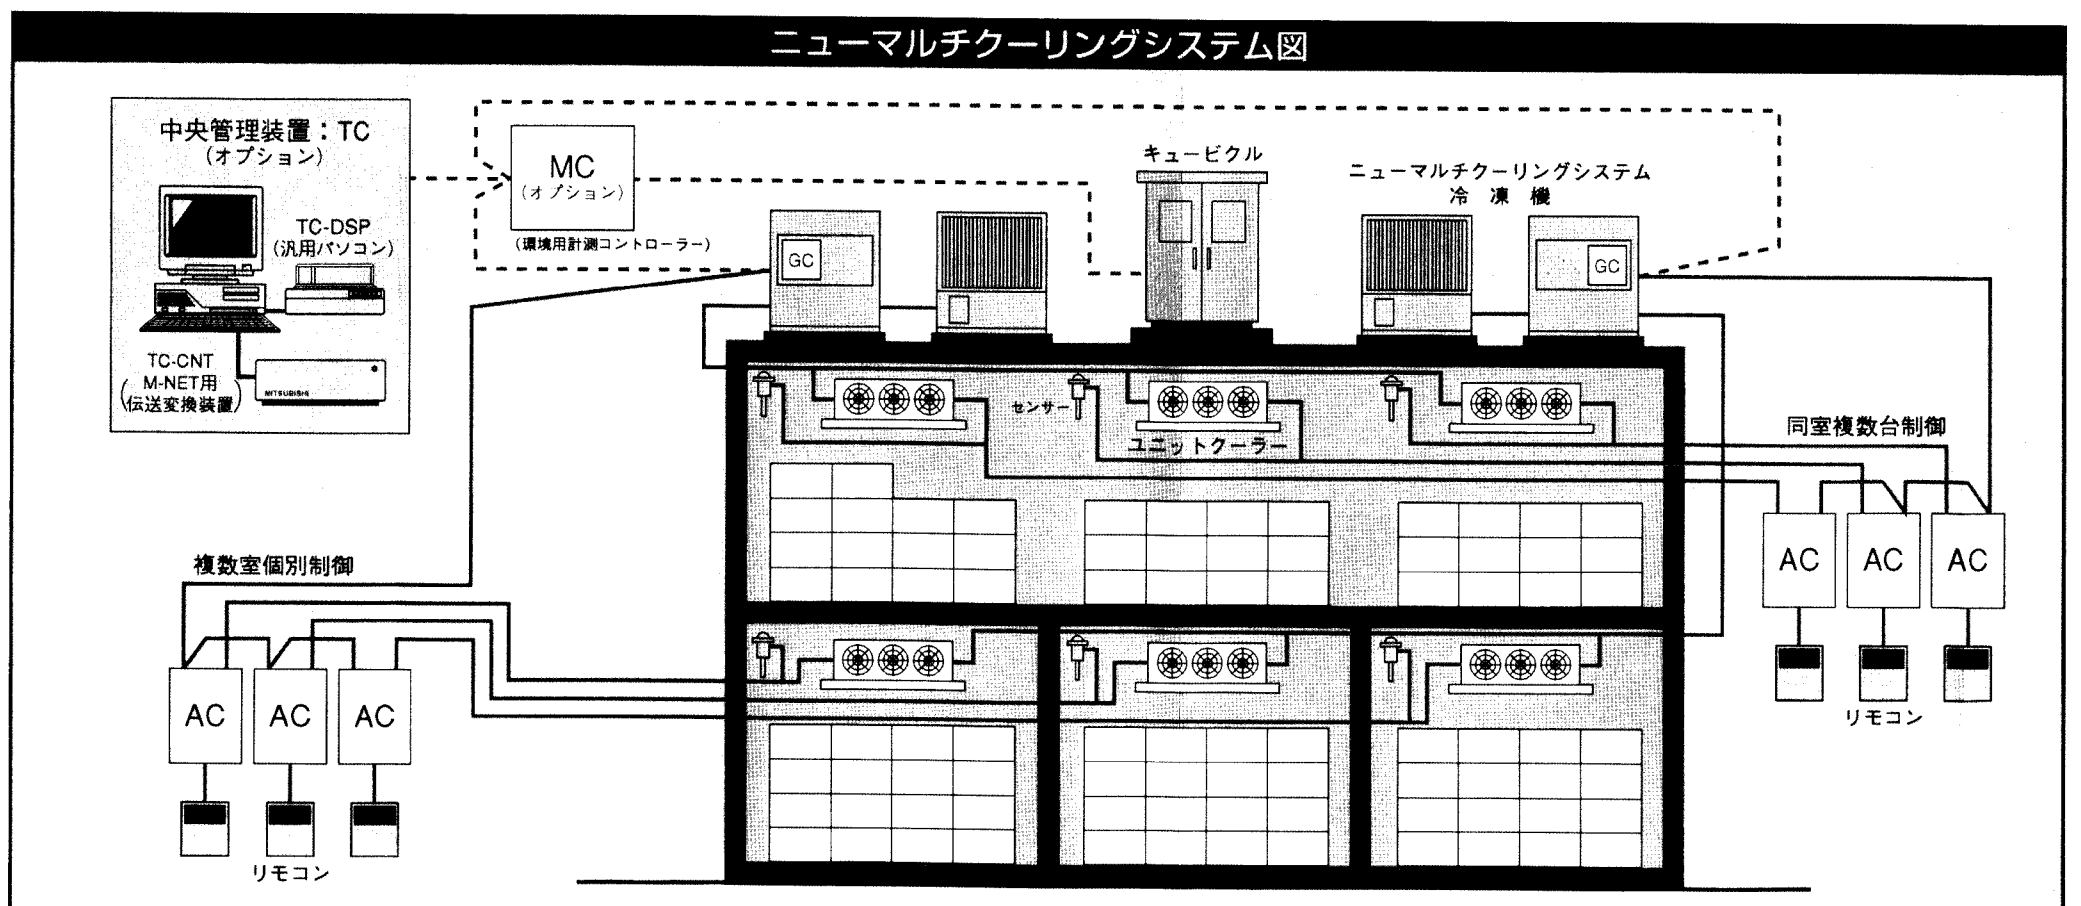 ニューマルチクーリングシステム図
中央管理装置：TC
（オプション）
TC-DSP
（汎用パソコン）
TC-CNT
M-NET用
伝送変換装置
MITSUBISHI
MC
（オプション）
（環境用計測コントローラー）
キュービクル
ニューマルチクーリングシステム
冷凍機
GC
GC
センサー
ユニットクーラー
同室複数台制御
AC
AC
AC
リモコン
複数室個別制御
AC
AC
AC
リモコン